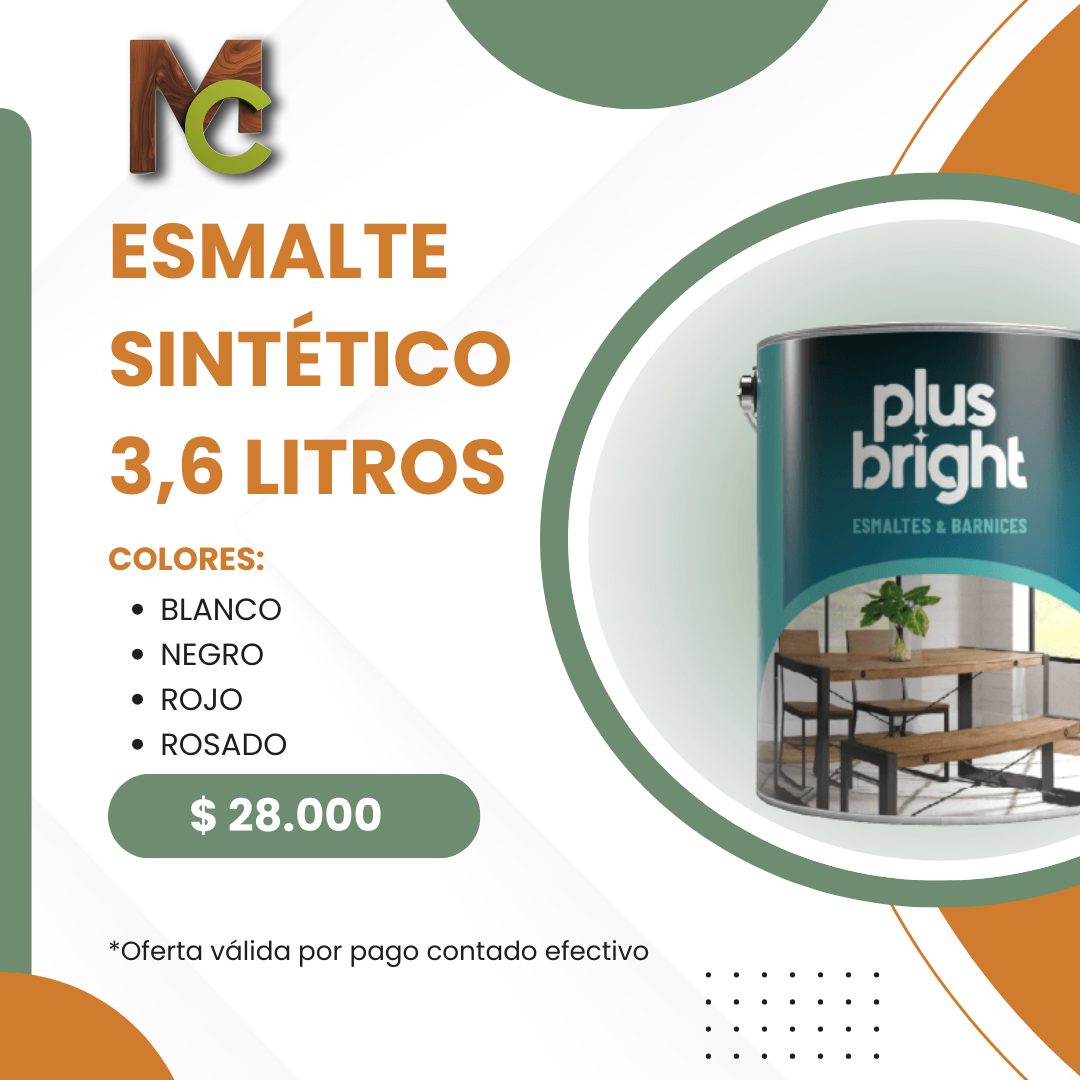 MC
ESMALTE
SINTÉTICO
3,6 LITROS
COLORES:
• BLANCO
• NEGRO
• ROJO
• ROSADO
$ 28.000
*Oferta válida por pago contado efectivo
plus
bright
ESMALTES & BARNICES